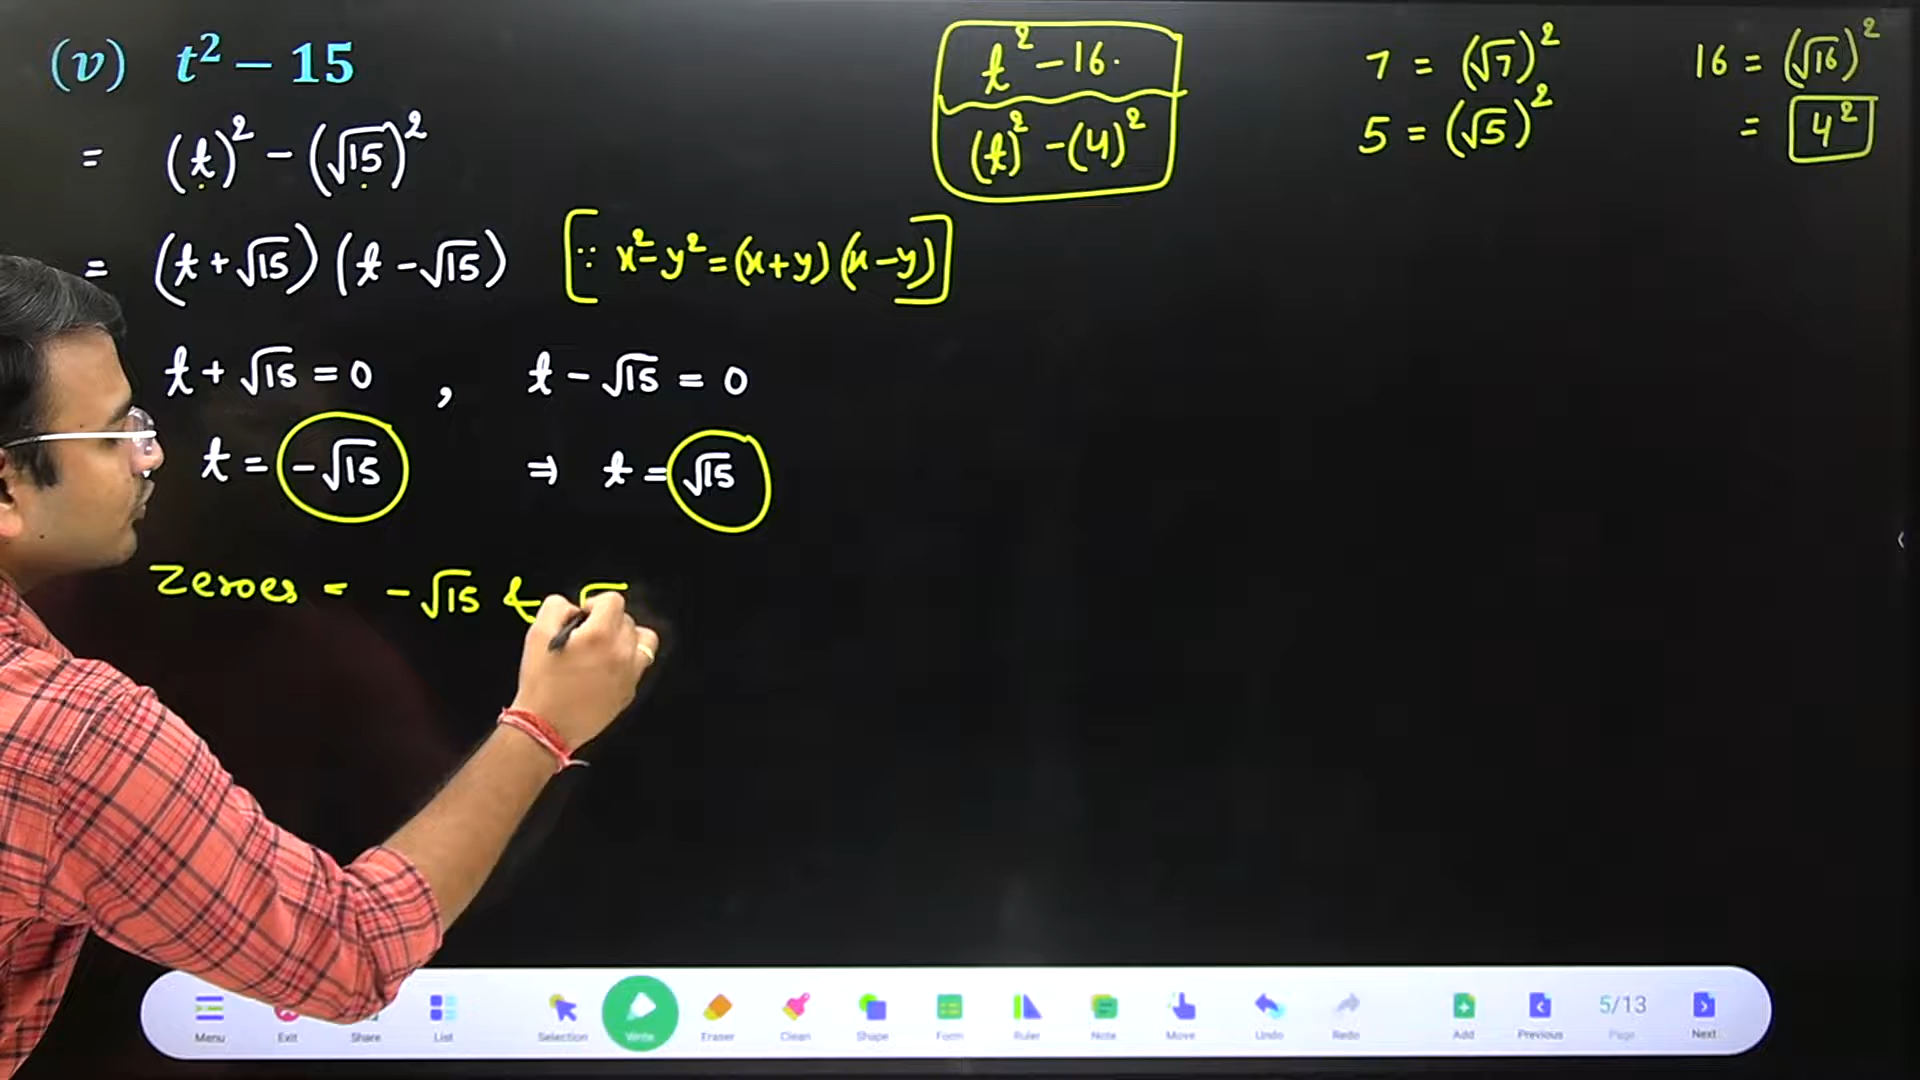 (v) t² − 15
= (t)² − (√15)²
= (t + √15) (t − √15) [∵ x² − y² = (x+y) (x−y)]
t + √15 = 0 , t − √15 = 0
t = −√15 ⇒ t = √15
Zeroes = −√15 & √
t² − 16.
(t)² − (4)²
7 = (√7)²
5 = (√5)²
16 = (√16)²
= 4²
Menu Exit Share List Selection Write Eraser Clean Shape Form Ruler Note Move Undo Redo Add Previous 5/13 Page Next